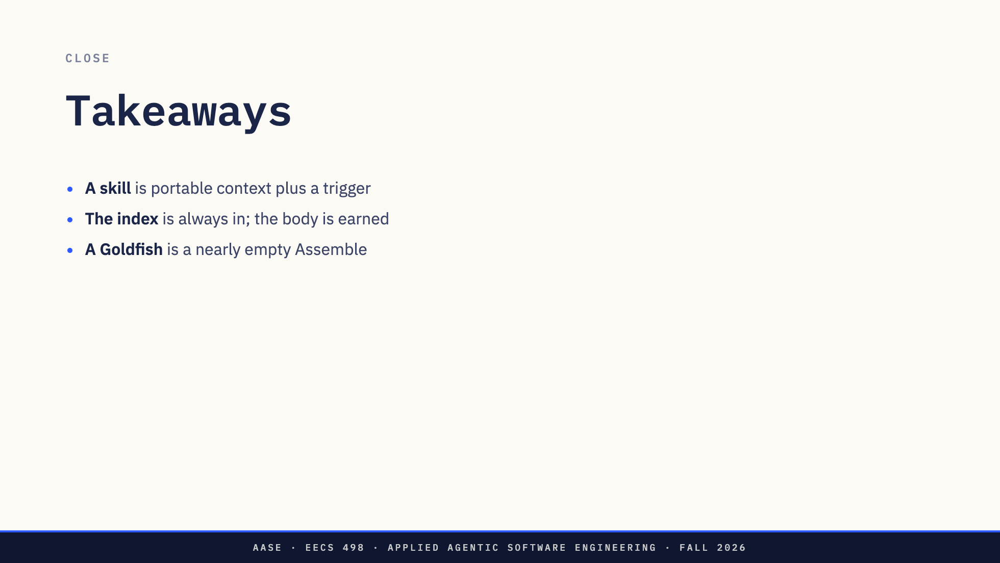 CLOSE
Takeaways
• A skill is portable context plus a trigger
• The index is always in; the body is earned
• A Goldfish is a nearly empty Assemble
AASE · EECS 498 · APPLIED AGENTIC SOFTWARE ENGINEERING · FALL 2026